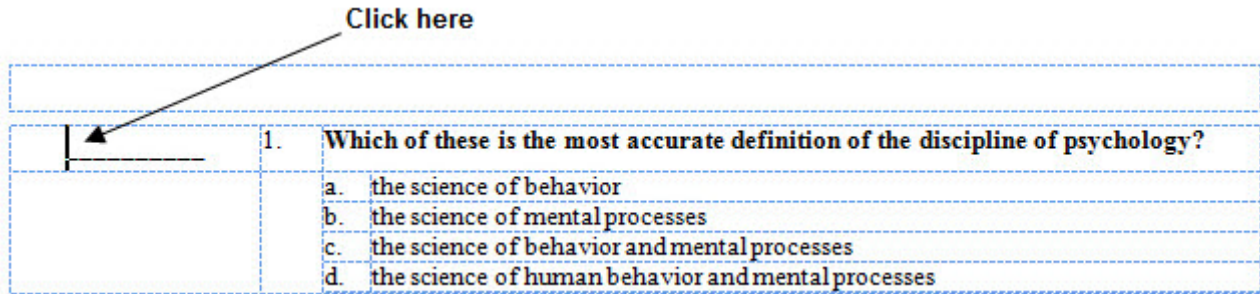 Click here
__________ 1. Which of these is the most accurate definition of the discipline of psychology?
a. the science of behavior
b. the science of mental processes
c. the science of behavior and mental processes
d. the science of human behavior and mental processes